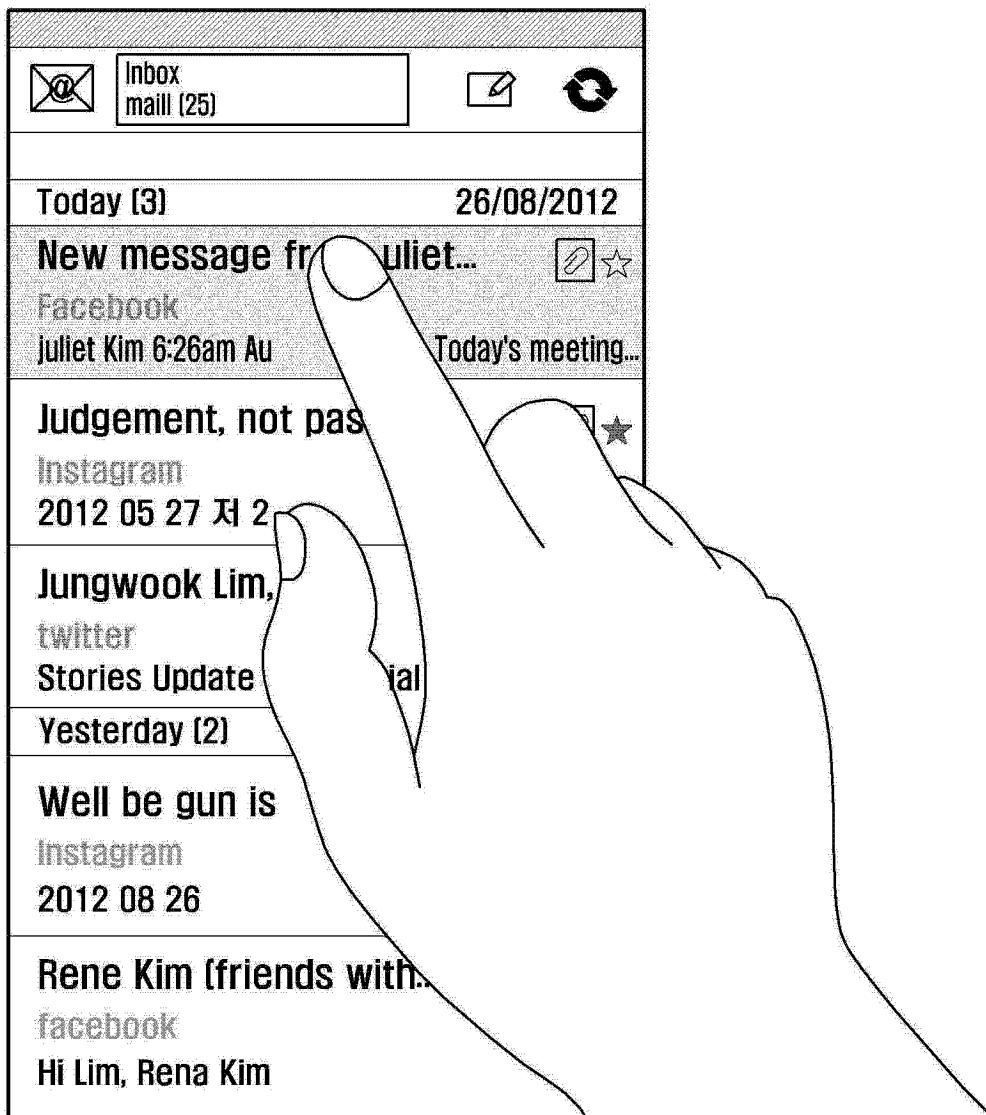 @
Inbox
maill (25)
Today (3) 26/08/2012
New message fr uliet...
Facebook
juliet Kim 6:26am Au Today's meeting...
Judgement, not pas
Instagram
2012 05 27 저 2
Jungwook Lim,
twitter
Stories Update ial
Yesterday (2)
Well be gun is
Instagram
2012 08 26
Rene Kim (friends with..
facebook
Hi Lim, Rena Kim